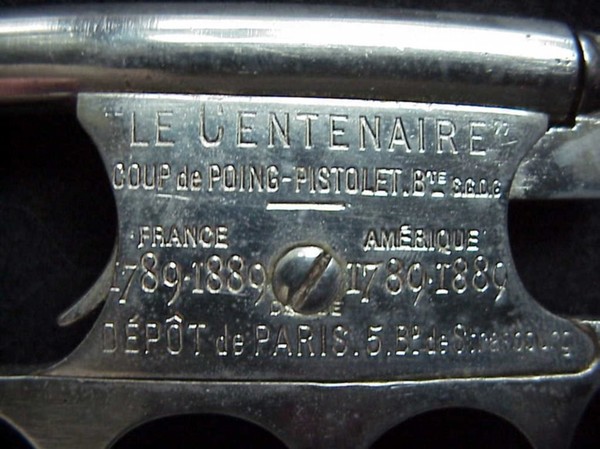 "LE CENTENAIRE"
COUP de POING-PISTOLET. BTE S.G.D.G
FRANCE AMÉRIQUE
1789·1889 1789·1889
DÉPÔT de PARIS. 5. Bd. de Strasbourg